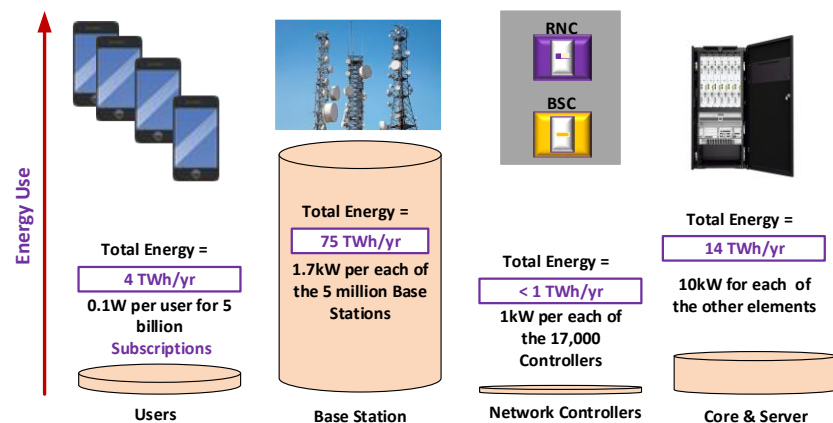 Energy Use
RNC
BSC
Total Energy =
4 TWh/yr
0.1W per user for 5
billion
Subscriptions
Users
Total Energy =
75 TWh/yr
1.7kW per each of
the 5 million Base
Stations
Base Station
Total Energy =
< 1 TWh/yr
1kW per each of
the 17,000
Controllers
Network Controllers
Total Energy =
14 TWh/yr
10kW for each of
the other elements
Core & Server